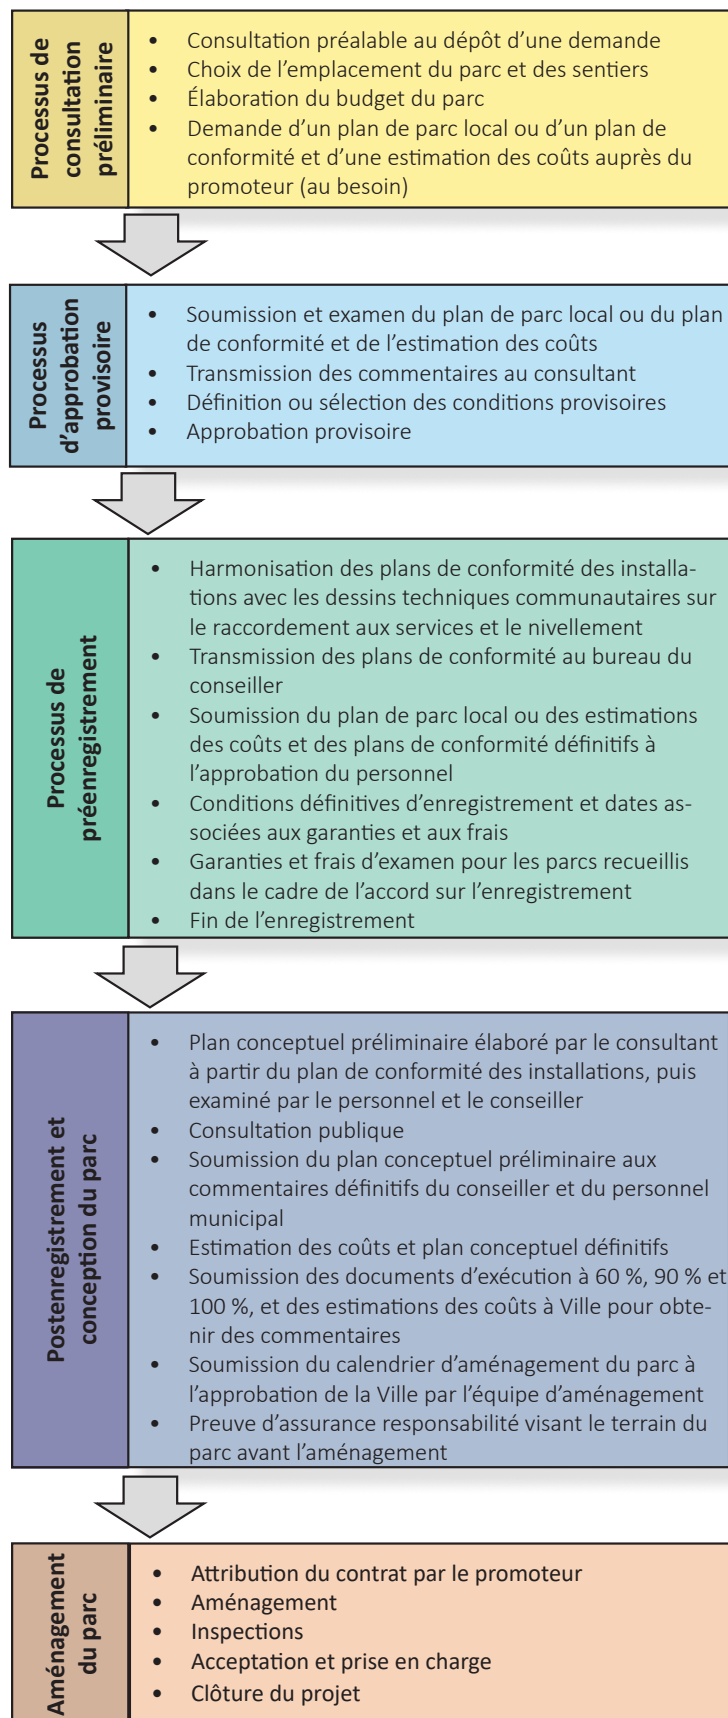 Processus de
consultation
préliminaire
• Consultation préalable au dépôt d’une demande
• Choix de l’emplacement du parc et des sentiers
• Élaboration du budget du parc
• Demande d’un plan de parc local ou d’un plan de
conformité et d’une estimation des coûts auprès du
promoteur (au besoin)
Processus
d’approbation
provisoire
• Soumission et examen du plan de parc local ou du plan
de conformité et de l’estimation des coûts
• Transmission des commentaires au consultant
• Définition ou sélection des conditions provisoires
• Approbation provisoire
Processus de
préenregistrement
• Harmonisation des plans de conformité des installa-
tions avec les dessins techniques communautaires sur
le raccordement aux services et le nivellement
• Transmission des plans de conformité au bureau du
conseiller
• Soumission du plan de parc local ou des estimations
des coûts et des plans de conformité définitifs à
l’approbation du personnel
• Conditions définitives d’enregistrement et dates as-
sociées aux garanties et aux frais
• Garanties et frais d’examen pour les parcs recueillis
dans le cadre de l’accord sur l’enregistrement
• Fin de l’enregistrement
Postenregistrement et
conception du parc
• Plan conceptuel préliminaire élaboré par le consultant
à partir du plan de conformité des installations, puis
examiné par le personnel et le conseiller
• Consultation publique
• Soumission du plan conceptuel préliminaire aux
commentaires définitifs du conseiller et du personnel
municipal
• Estimation des coûts et plan conceptuel définitifs
• Soumission des documents d’exécution à 60 %, 90 % et
100 %, et des estimations des coûts à Ville pour obte-
nir des commentaires
• Soumission du calendrier d’aménagement du parc à
l’approbation de la Ville par l’équipe d’aménagement
• Preuve d’assurance responsabilité visant le terrain du
parc avant l’aménagement
Aménagement
du parc
• Attribution du contrat par le promoteur
• Aménagement
• Inspections
• Acceptation et prise en charge
• Clôture du projet